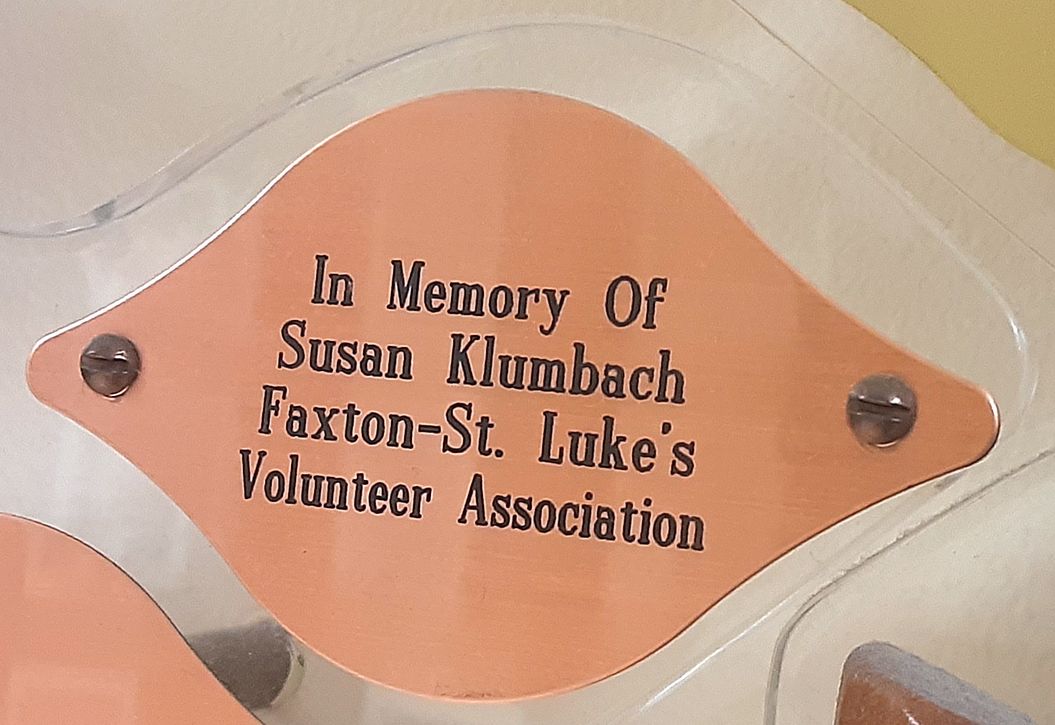 In Memory Of
Susan Klumbach
Faxton-St. Luke's
Volunteer Association